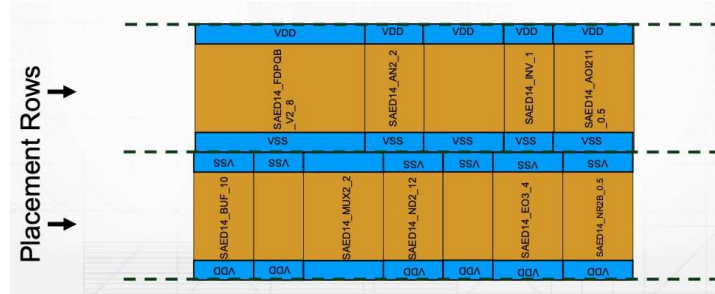 Placement Rows
VDD VDD VDD VDD VDD
SAED14_FDPQB
_V2_8
SAED14_AN2_2
SAED14_INV_1
SAED14_AOI211
_0.5
VSS VSS VSS VSS VSS
VSS VSS VSS VSS VSS VSS
SAED14_BUF_10
SAED14_MUX2_2
SAED14_ND2_12
SAED14_EO3_4
SAED14_NR2B_0.5
VDD VDD VDD VDD VDD VDD